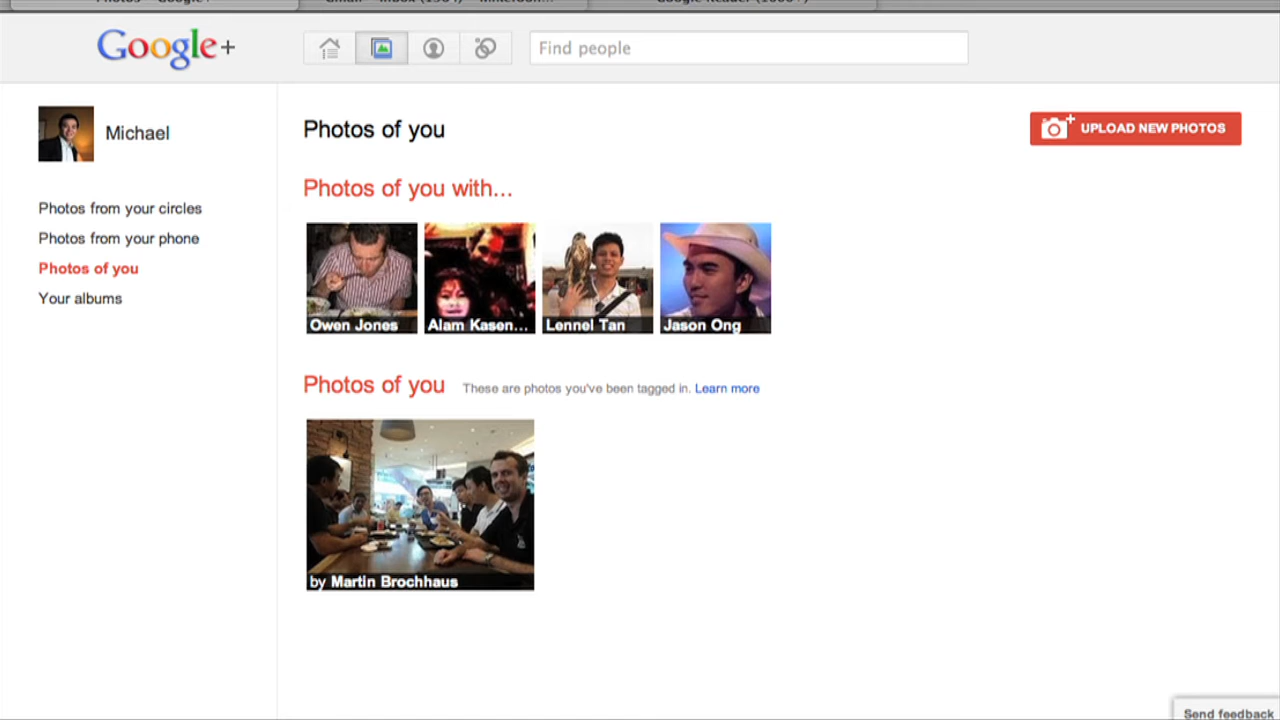 Google+
Find people
Michael
Photos from your circles
Photos from your phone
Photos of you
Your albums
Photos of you
UPLOAD NEW PHOTOS
Photos of you with...
Owen Jones
Alam Kasen...
Lennel Tan
Jason Ong
Photos of you These are photos you've been tagged in. Learn more
by Martin Brochhaus
Send feedback